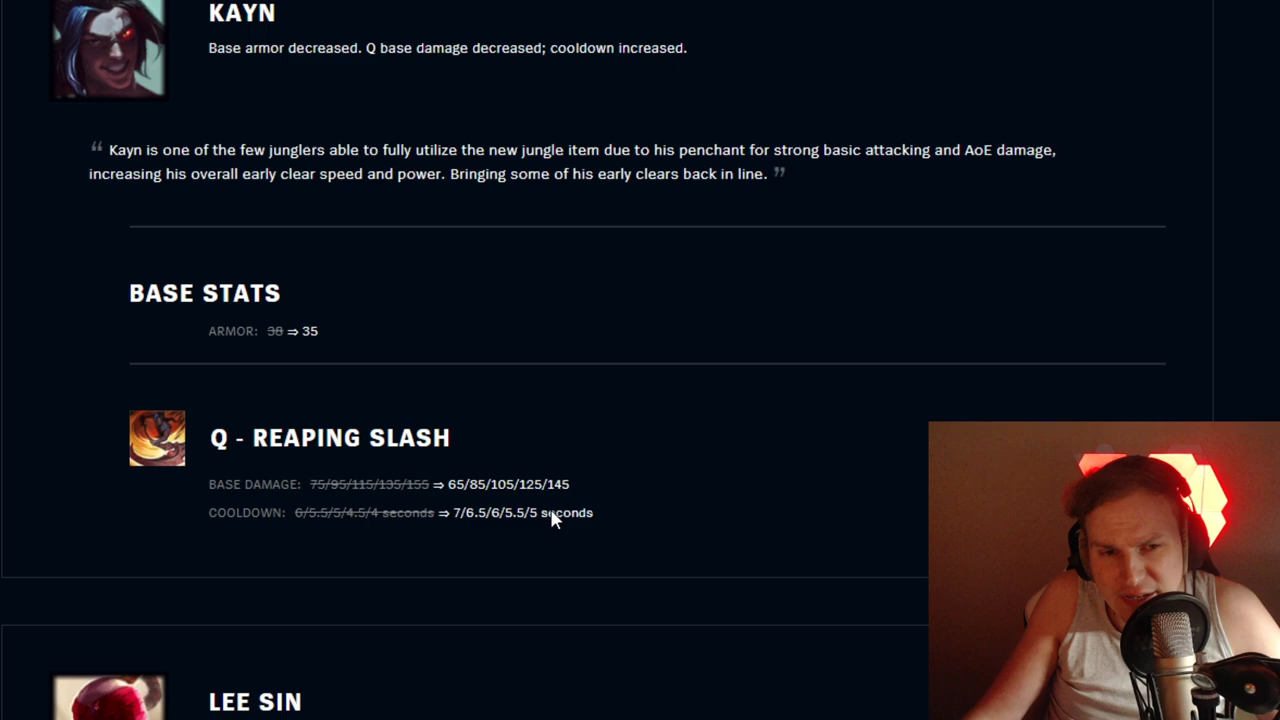 KAYN
Base armor decreased. Q base damage decreased; cooldown increased.
“ Kayn is one of the few junglers able to fully utilize the new jungle item due to his penchant for strong basic attacking and AoE damage,
increasing his overall early clear speed and power. Bringing some of his early clears back in line. ”
BASE STATS
ARMOR: 38 ⇒ 35
Q - REAPING SLASH
BASE DAMAGE: 75/95/115/135/155 ⇒ 65/85/105/125/145
COOLDOWN: 6/5.5/5/4.5/4 seconds ⇒ 7/6.5/6/5.5/5 seconds
LEE SIN